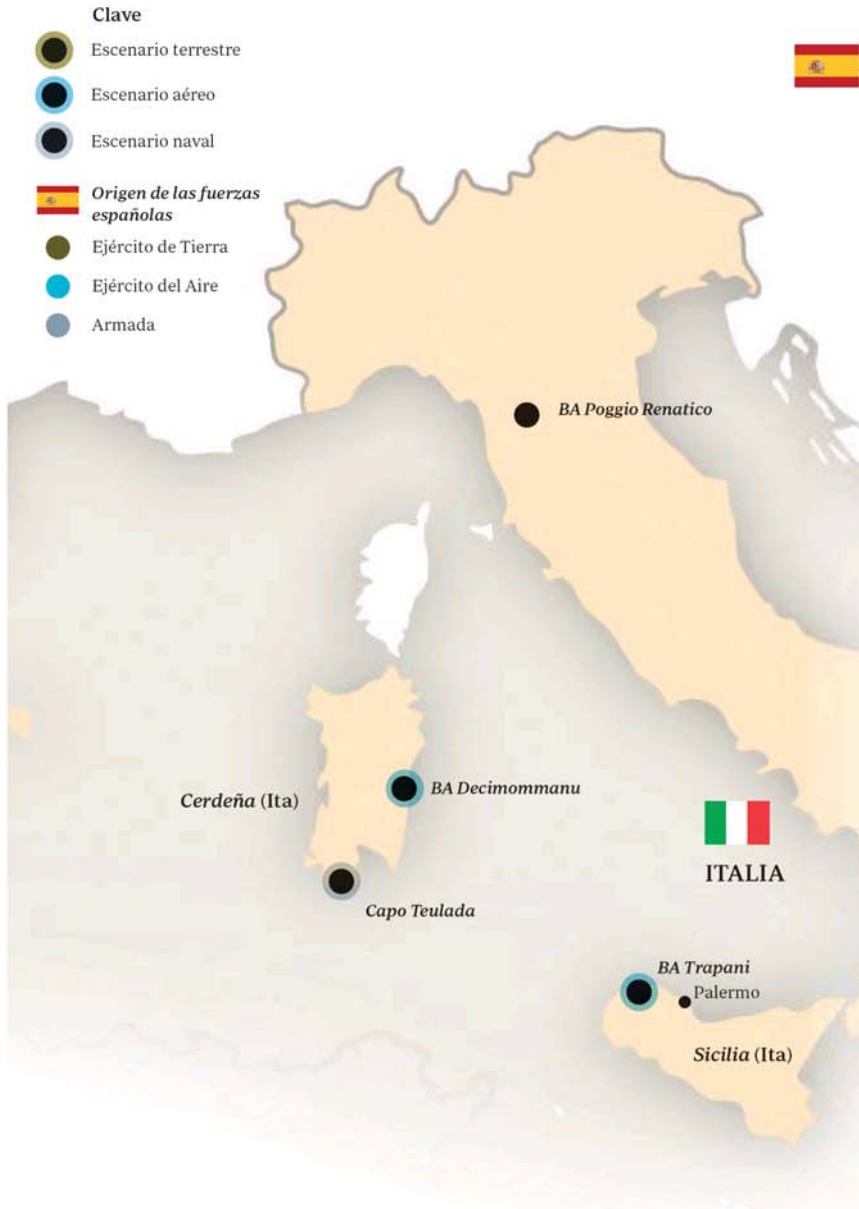 Clave
Escenario terrestre
Escenario aéreo
Escenario naval
Origen de las fuerzas
españolas
Ejército de Tierra
Ejército del Aire
Armada
BA Poggio Renatico
Cerdeña (Ita)
BA Decimommanu
ITALIA
Capo Teulada
BA Trapani
Palermo
Sicilia (Ita)